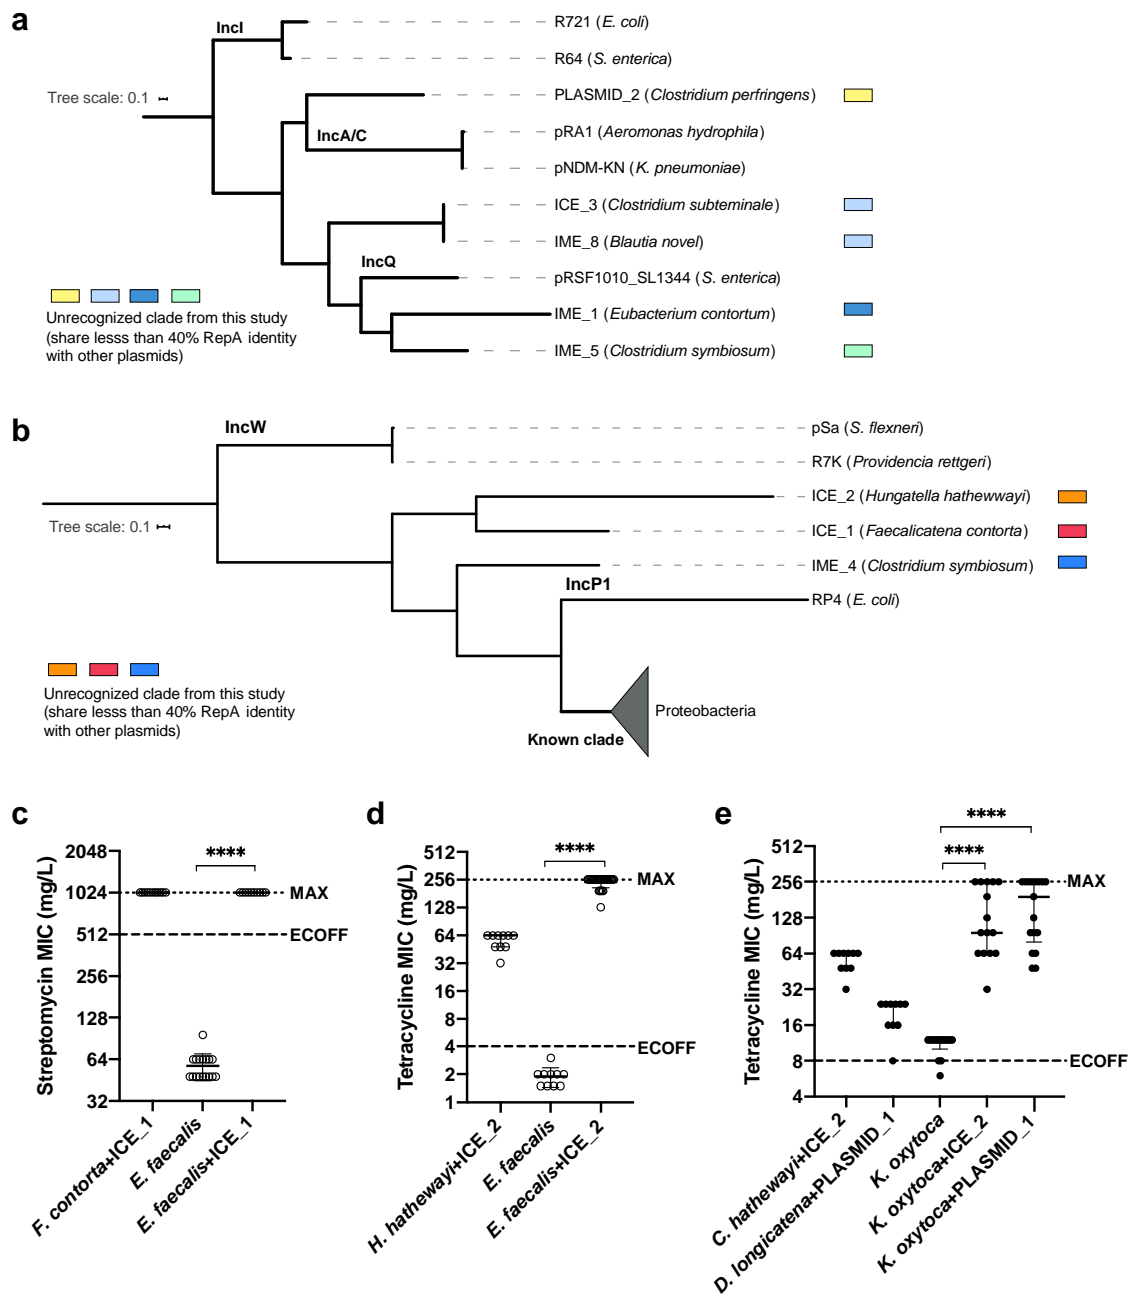 a
IncI
R721 (E. coli)
R64 (S. enterica)
Tree scale: 0.1
PLASMID_2 (Clostridium perfringens)
IncA/C
pRA1 (Aeromonas hydrophila)
pNDM-KN (K. pneumoniae)
ICE_3 (Clostridium subteminale)
IME_8 (Blautia novel)
IncQ
pRSF1010_SL1344 (S. enterica)
IME_1 (Eubacterium contortum)
IME_5 (Clostridium symbiosum)
Unrecognized clade from this study
(share lesss than 40% RepA identity
with other plasmids)
b
IncW
pSa (S. flexneri)
R7K (Providencia rettgeri)
ICE_2 (Hungatella hathewwayi)
Tree scale: 0.1
ICE_1 (Faecalicatena contorta)
IME_4 (Clostridium symbiosum)
IncP1
RP4 (E. coli)
Unrecognized clade from this study
(share lesss than 40% RepA identity
with other plasmids)
Proteobacteria
Known clade
c
Streptomycin MIC (mg/L)
2048
1024
512
256
128
64
32
****
MAX
ECOFF
F. contorta+ICE_1
E. faecalis
E. faecalis+ICE_1
d
Tetracycline MIC (mg/L)
512
256
128
64
32
16
8
4
2
1
****
MAX
ECOFF
H. hathewayi+ICE_2
E. faecalis
E. faecalis+ICE_2
e
Tetracycline MIC (mg/L)
512
256
128
64
32
16
8
4
****
****
MAX
ECOFF
C. hathewayi+ICE_2
D. longicatena+PLASMID_1
K. oxytoca
K. oxytoca+ICE_2
K. oxytoca+PLASMID_1